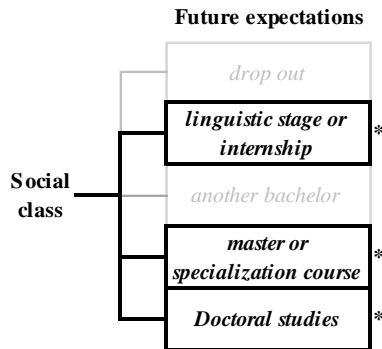 Future expectations
drop out
linguistic stage or
internship
*
Social
class
another bachelor
master or
specialization course
*
Doctoral studies
*